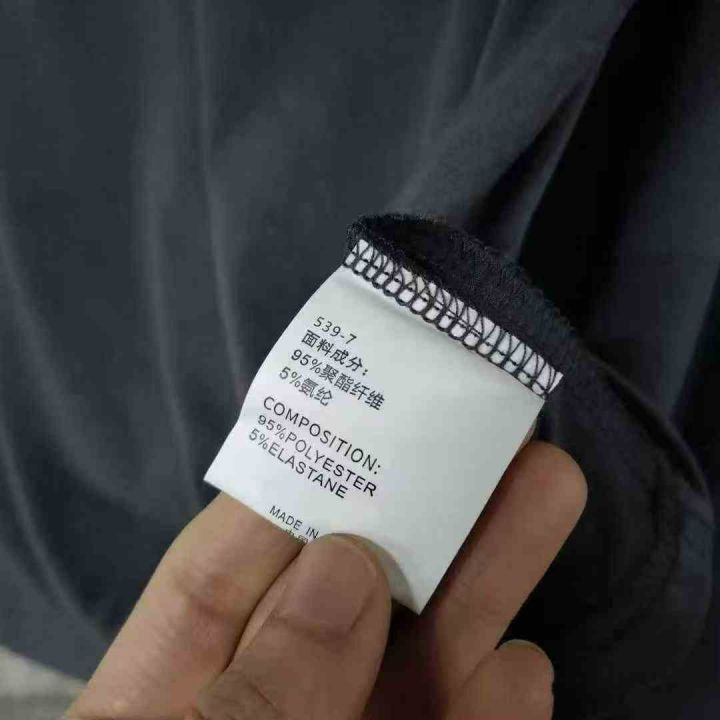 539-7
面料成分：
95%聚酯纤维
5%氨纶
COMPOSITION:
95%POLYESTER
5%ELASTANE
MADE IN